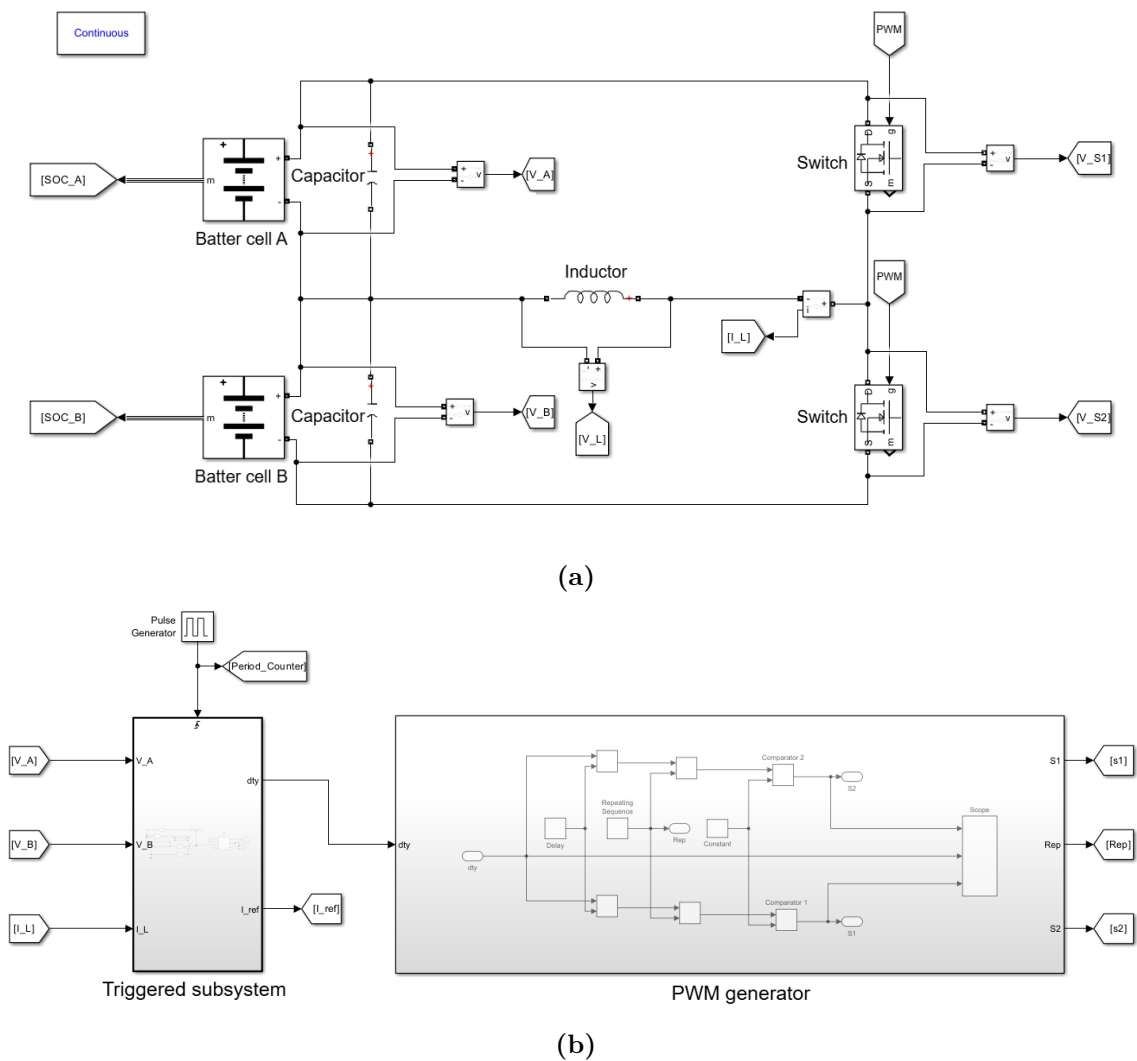 Continuous
PWM
[SOC_A]
+
m
+
-
Batter cell A
+
Capacitor
+
-
v
[V_A]
D
g
S
m
Switch
+
-
v
[V_S1]
Inductor
+
-
i
+
[I_L]
PWM
-
+
v
[V_L]
[SOC_B]
+
m
+
-
Batter cell B
+
Capacitor
+
-
v
[V_B]
D
g
S
m
Switch
+
-
v
[V_S2]
(a)
Pulse
Generator
[Period_Counter]
[V_A]
[V_B]
[I_L]
V_A
V_B
I_L
dty
I_ref
[I_ref]
Triggered subsystem
dty
dty
Delay
Repeating
Sequence
Rep
Constant
Comparator 2
S2
Comparator 1
S1
Scope
S1
Rep
S2
[s1]
[Rep]
[s2]
PWM generator
(b)